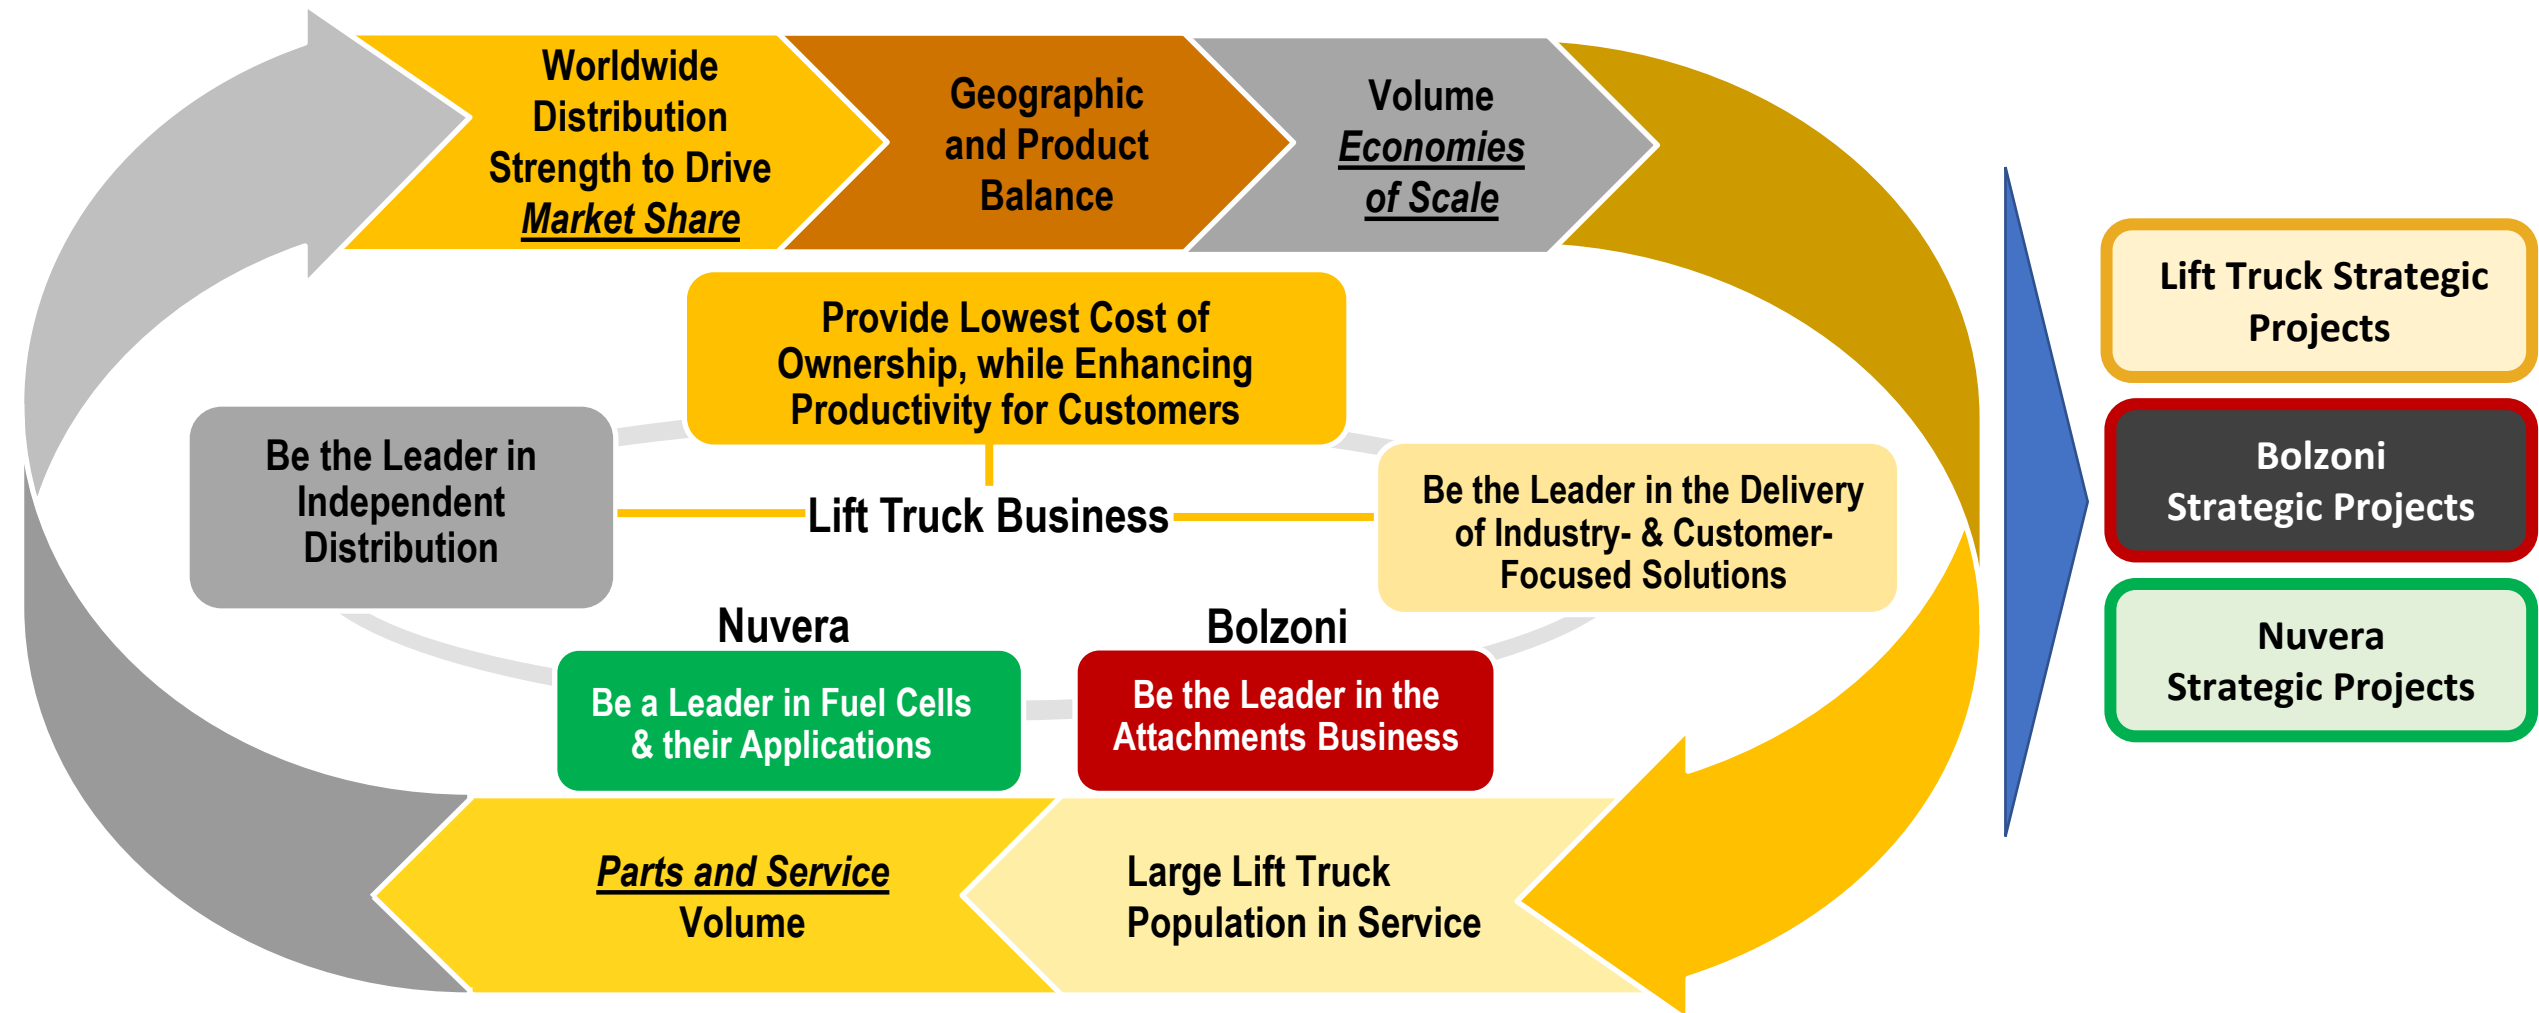 Worldwide
Distribution
Strength to Drive
Market Share
Geographic
and Product
Balance
Volume
Economies
of Scale
Provide Lowest Cost of
Ownership, while Enhancing
Productivity for Customers
Be the Leader in
Independent
Distribution
Lift Truck Business
Be the Leader in the Delivery
of Industry- & Customer-
Focused Solutions
Nuvera
Be a Leader in Fuel Cells
& their Applications
Bolzoni
Be the Leader in the
Attachments Business
Parts and Service
Volume
Large Lift Truck
Population in Service
Lift Truck Strategic
Projects
Bolzoni
Strategic Projects
Nuvera
Strategic Projects